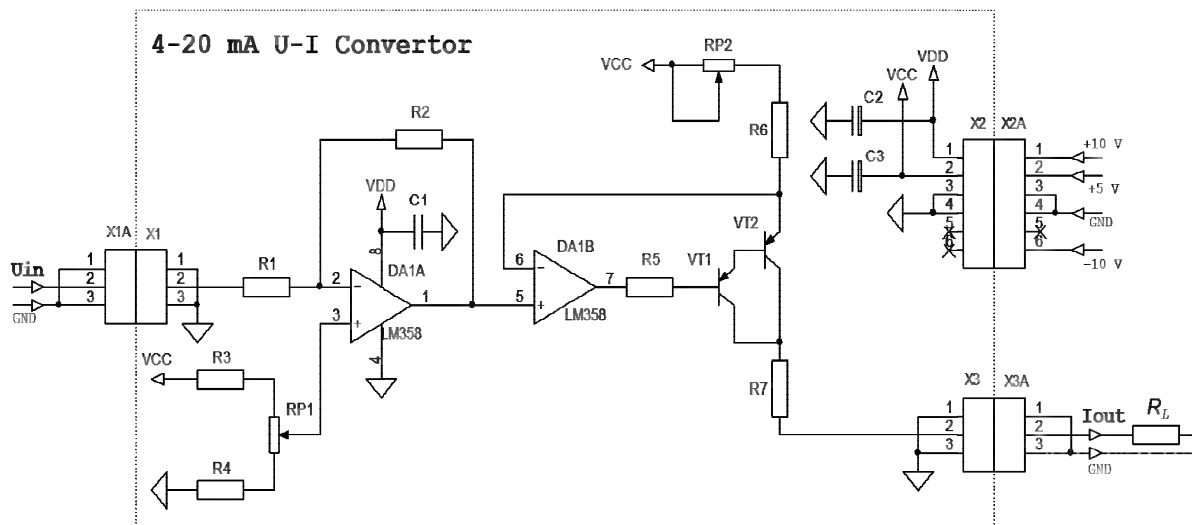 4-20 mA U-I Convertor
RP2
VCC
VDD
VCC
C2
R2
R6
X2
X2A
+10 V
1
1
VDD
C3
2
2
+5 V
C1
3
3
4
4
GND
X1A
X1
8
VT2
DA1B
5
5
6
6
-10 V
Uin
1
1
R1
DA1A
6
R5
VT1
2
2
2
1
5
7
GND
3
3
3
LM358
LM358
4
VCC
R3
R7
X3
X3A
RP1
1
1
Iout
RL
2
2
R4
3
3
GND